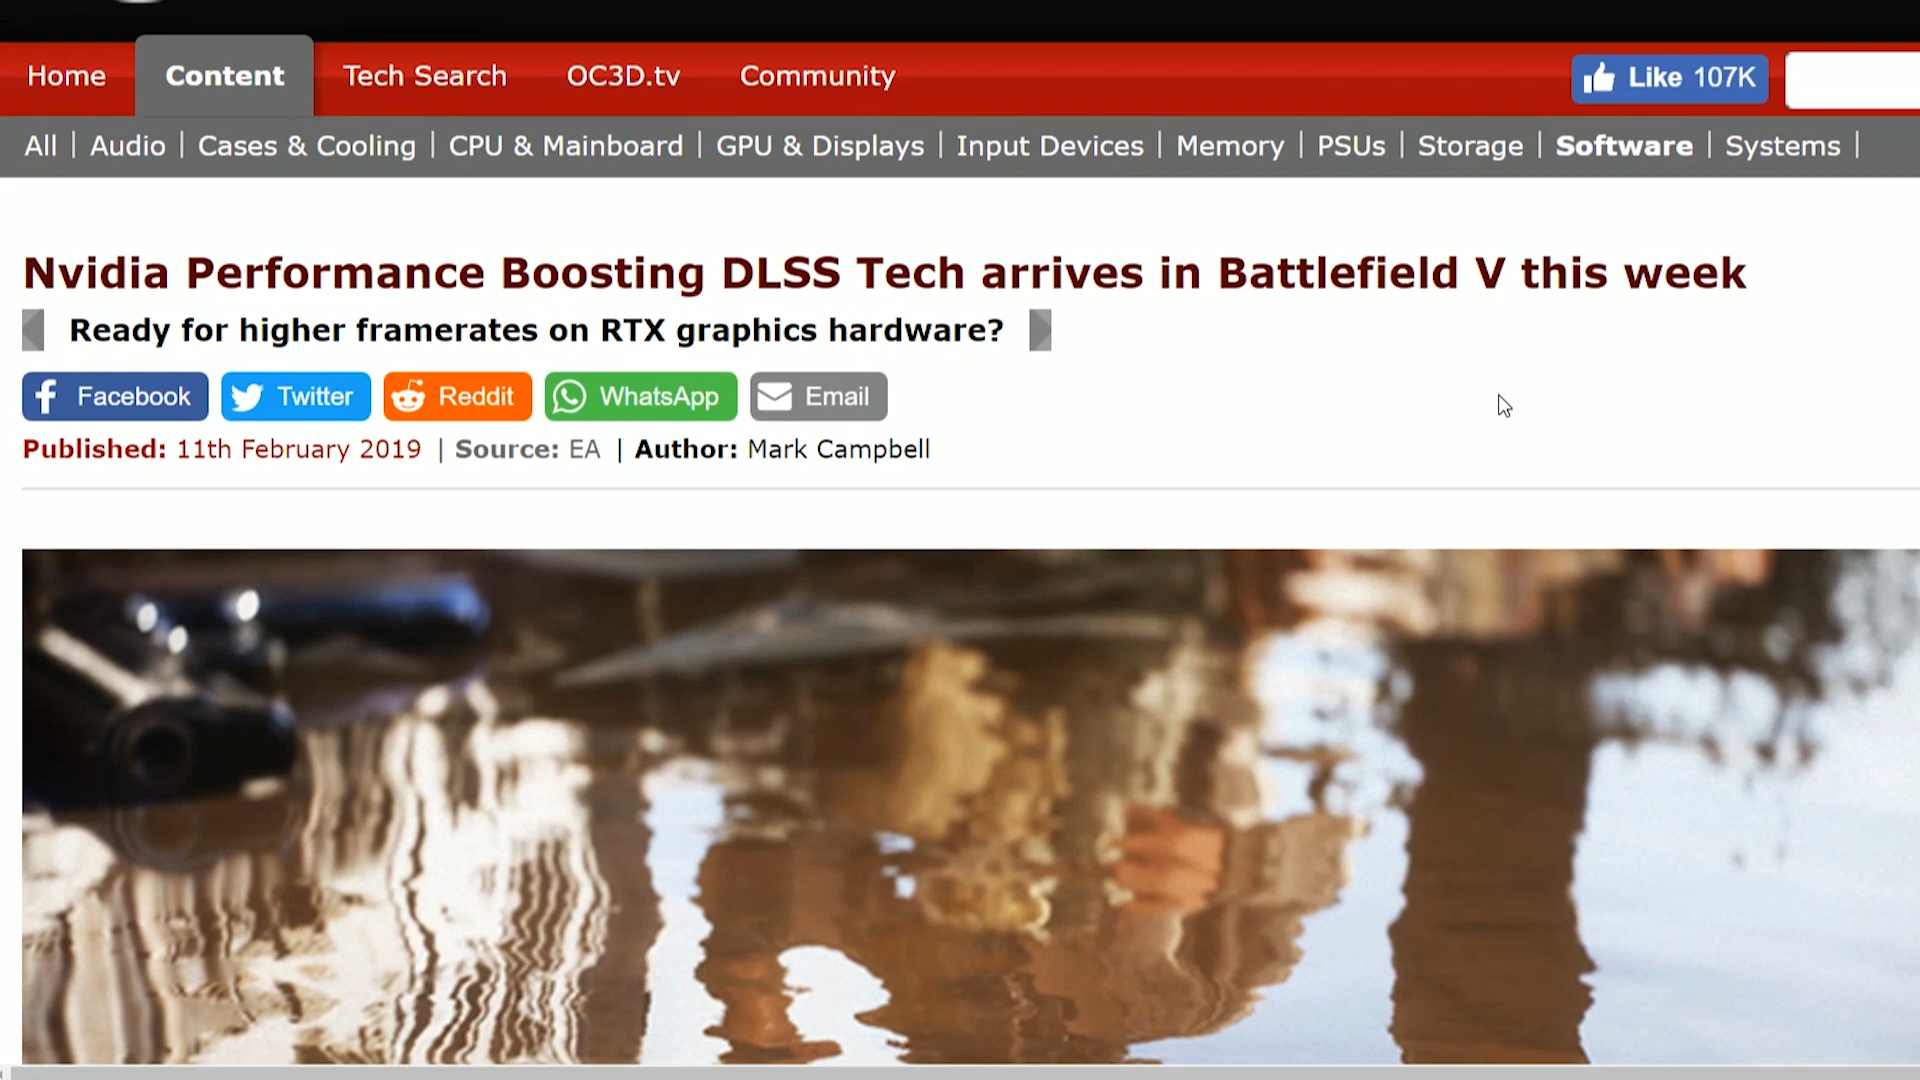 Home Content Tech Search OC3D.tv Community Like 107K
All | Audio | Cases & Cooling | CPU & Mainboard | GPU & Displays | Input Devices | Memory | PSUs | Storage | Software | Systems |
Nvidia Performance Boosting DLSS Tech arrives in Battlefield V this week
Ready for higher framerates on RTX graphics hardware?
Facebook Twitter Reddit WhatsApp Email
Published: 11th February 2019 | Source: EA | Author: Mark Campbell